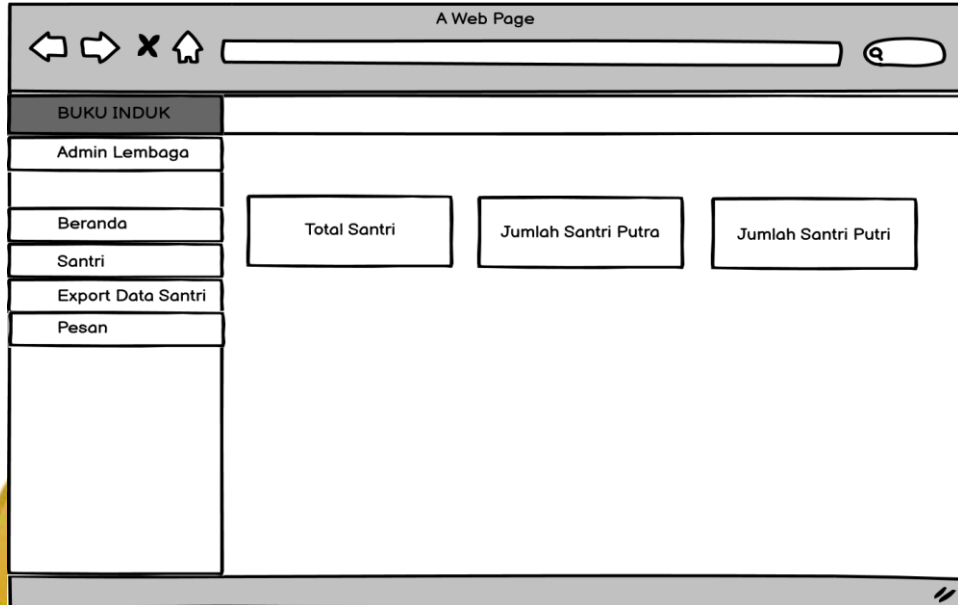 A Web Page
BUKU INDUK
Admin Lembaga
Beranda
Santri
Export Data Santri
Pesan
Total Santri
Jumlah Santri Putra
Jumlah Santri Putri